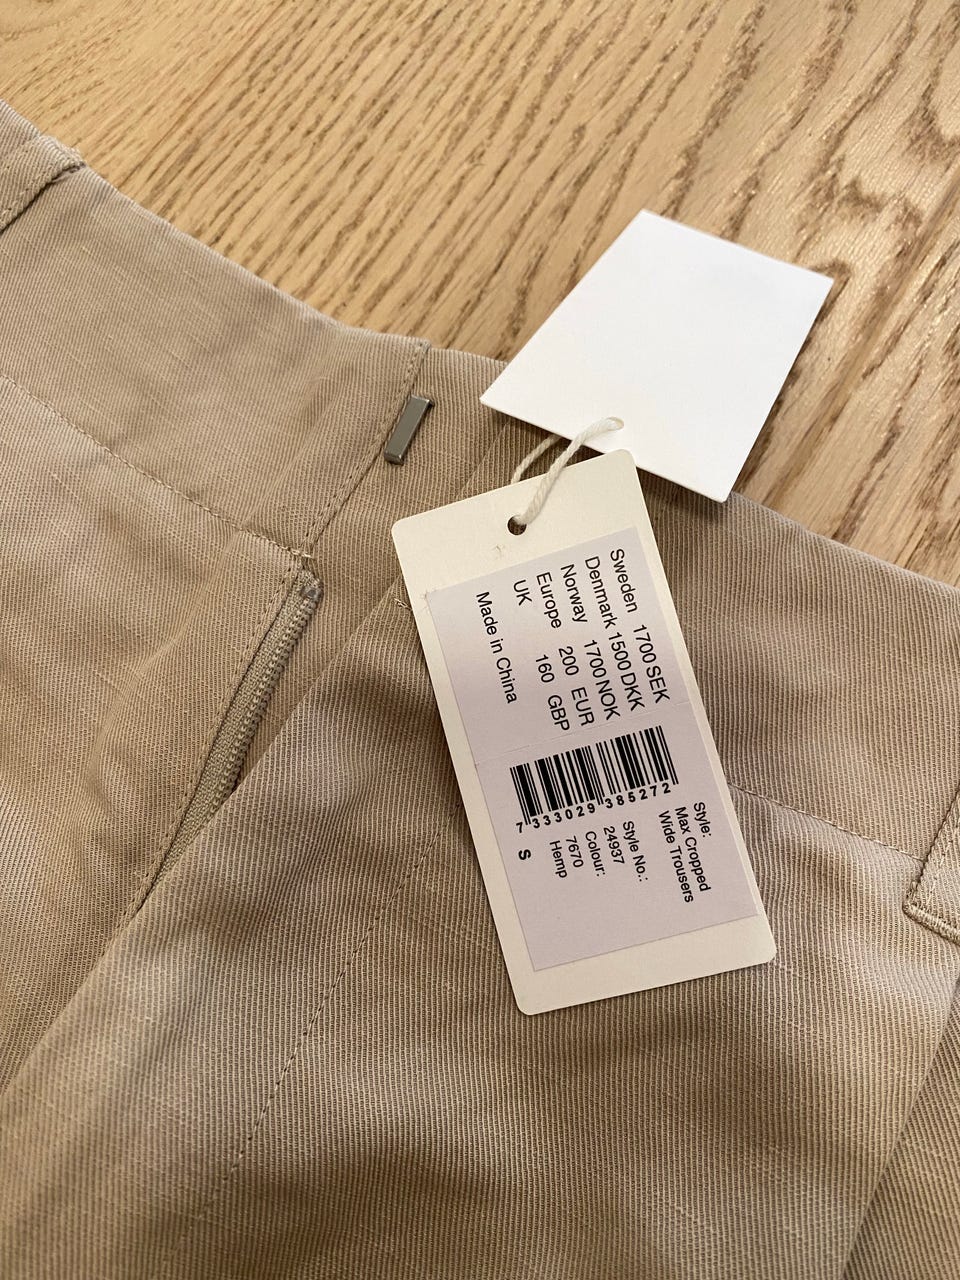 Sweden 1700 SEK
Denmark 1500 DKK
Norway 1700 NOK
Europe 200 EUR
UK 160 GBP
Made in China
7 333029 385272
Style:
Max Cropped
Wide Trousers
Style No.:
24937
Colour:
7670
Hemp
S